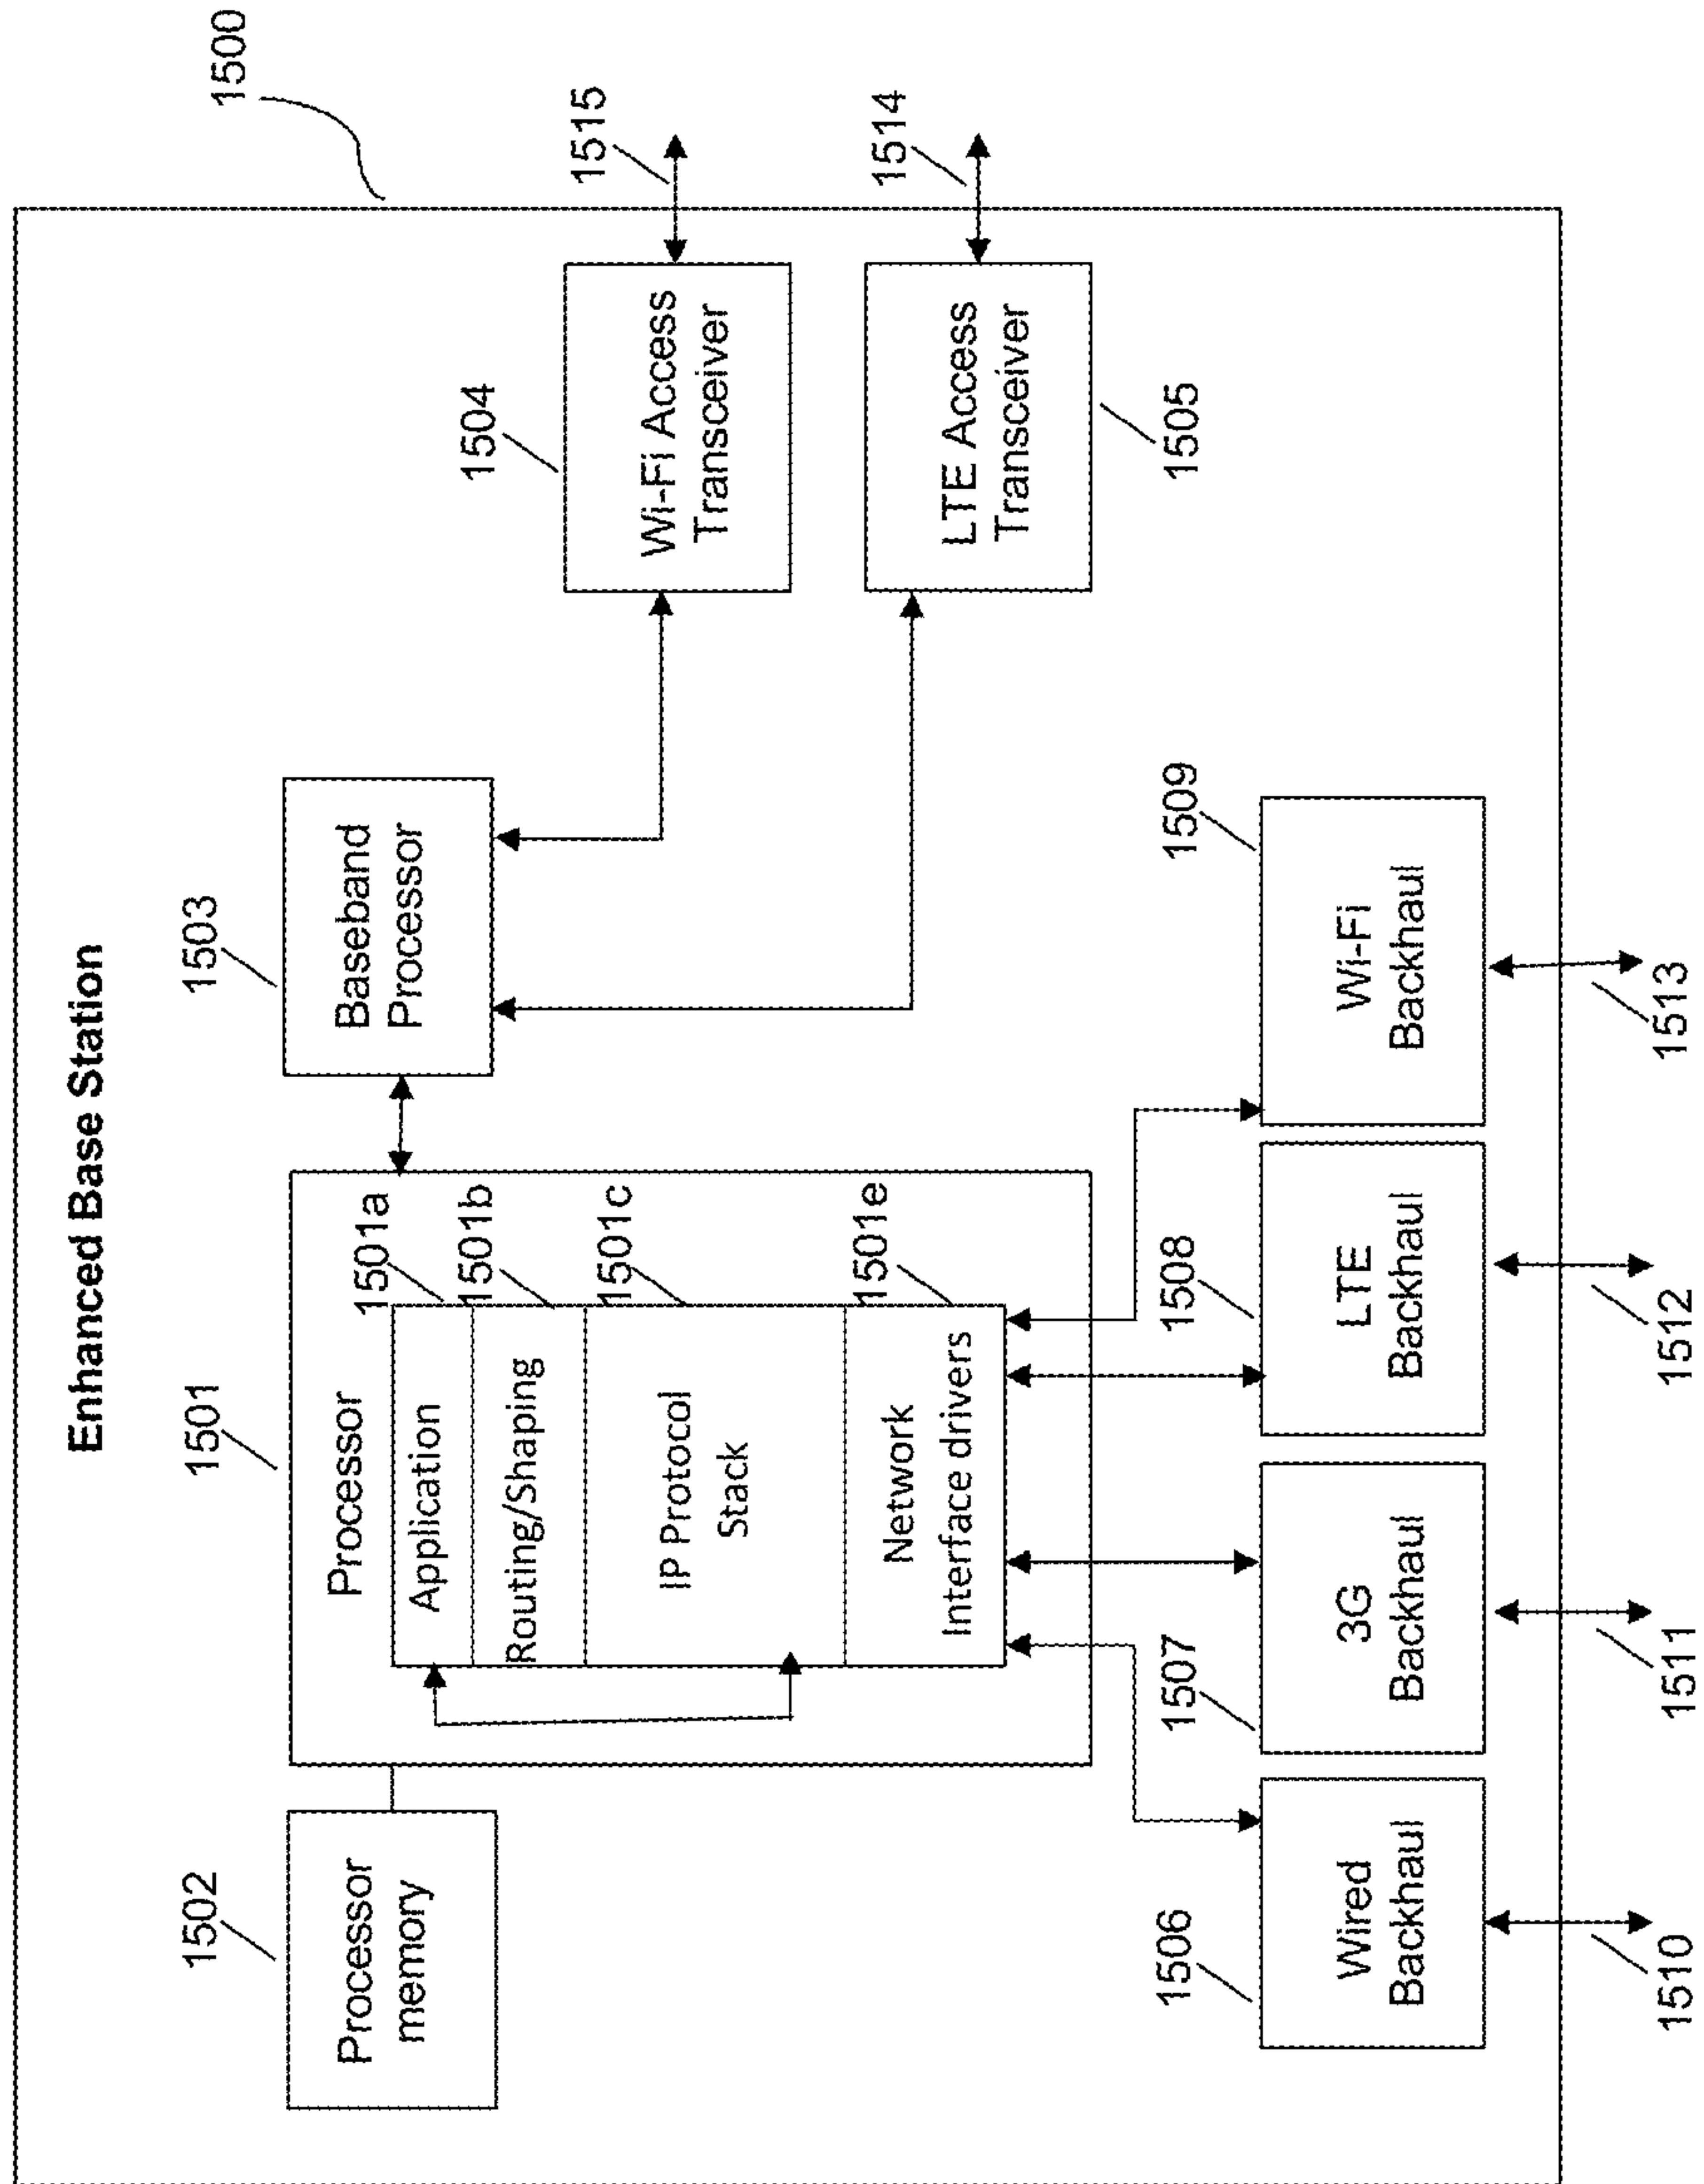 Enhanced Base Station
1500
1502
1501
1503
Processor
memory
Processor
Baseband
Processor
1501a
Application
1501b
Routing/Shaping
1501c
IP Protocol
Stack
1501e
Network
Interface drivers
1504
1515
Wi-Fi Access
Transceiver
1514
LTE Access
Transceiver
1505
1506
1507
1508
1509
Wired
Backhaul
3G
Backhaul
LTE
Backhaul
Wi-Fi
Backhaul
1510
1511
1512
1513